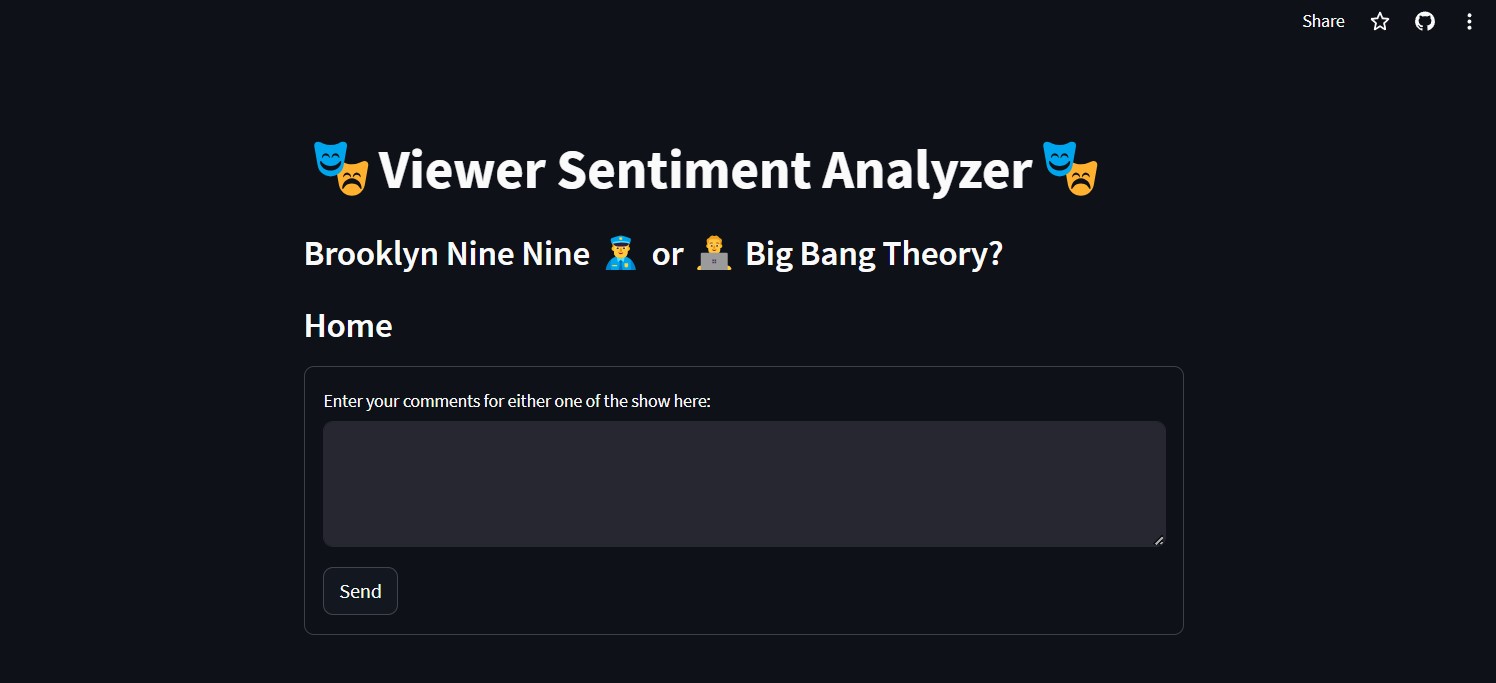 Share
Viewer Sentiment Analyzer
Brooklyn Nine Nine or Big Bang Theory?
Home
Enter your comments for either one of the show here:
Send